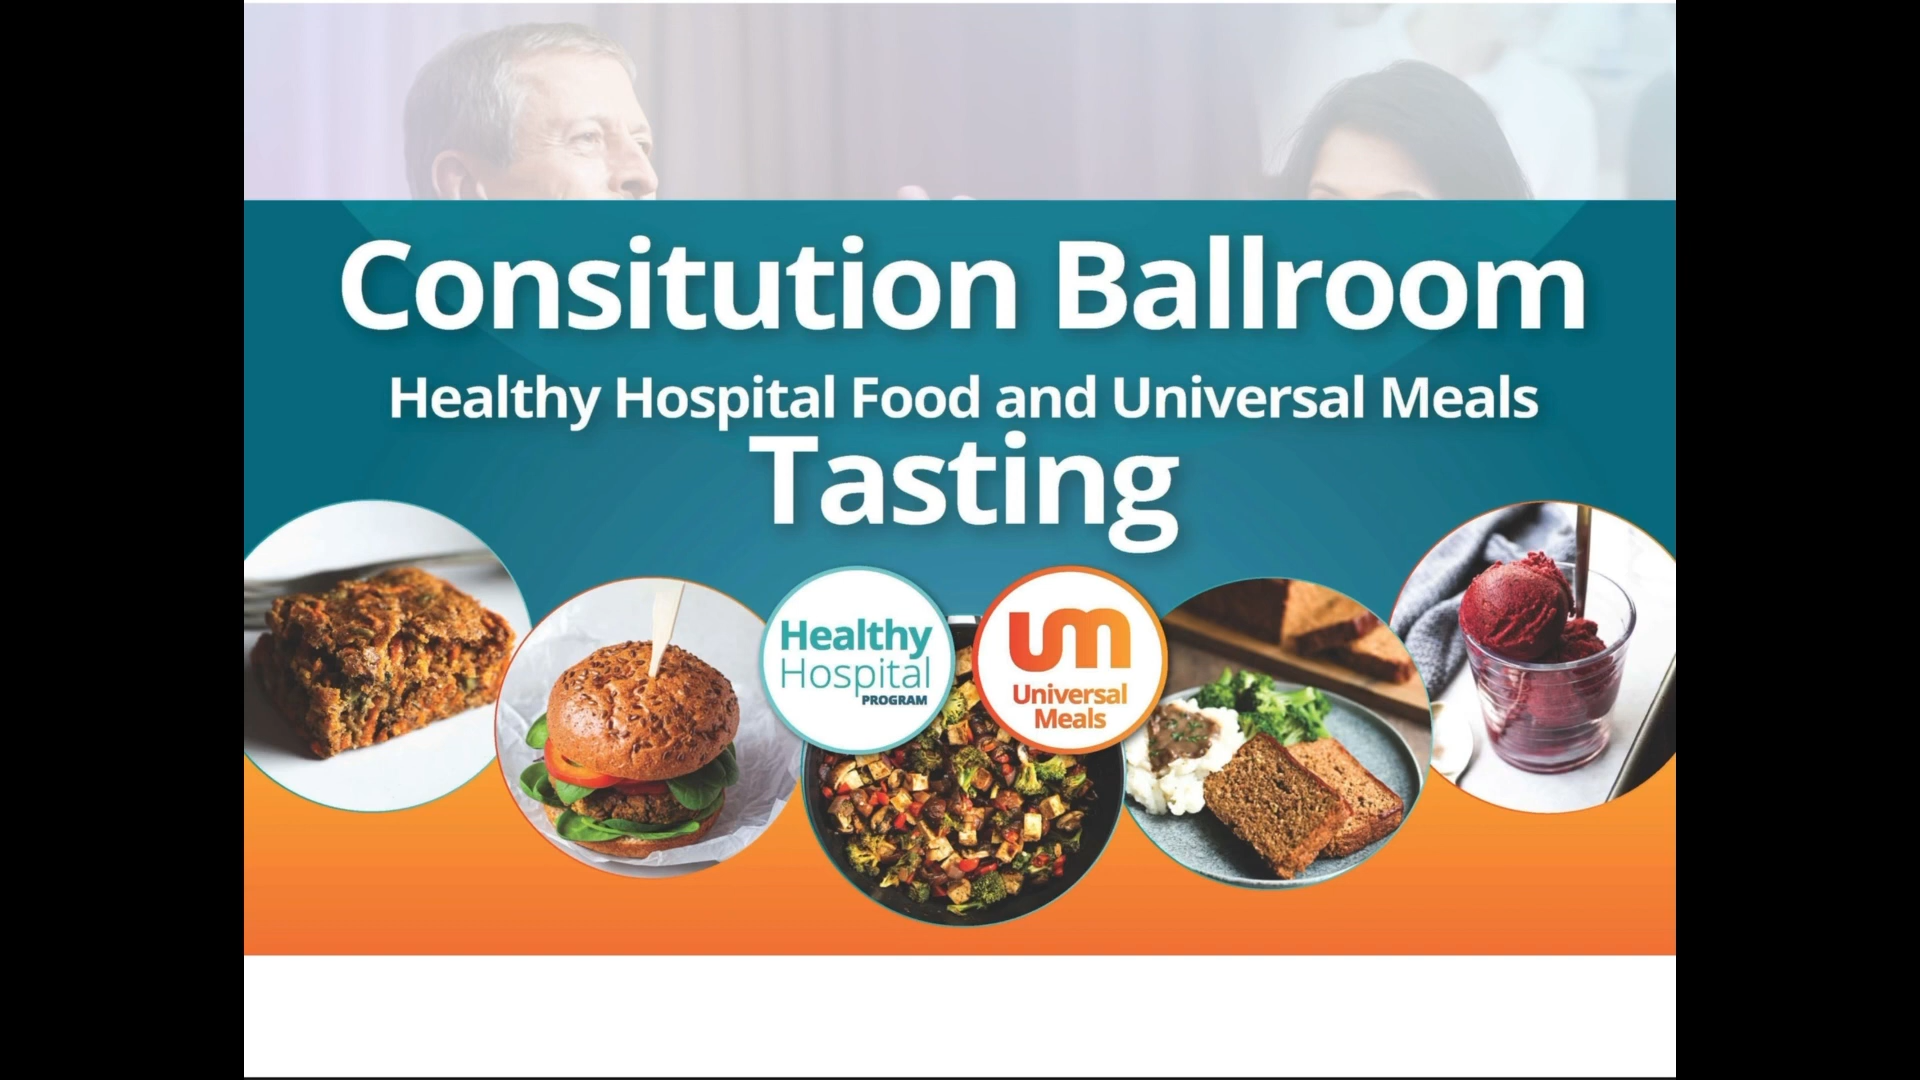 Consitution Ballroom
Healthy Hospital Food and Universal Meals
Tasting
Healthy
Hospital
PROGRAM
um
Universal
Meals